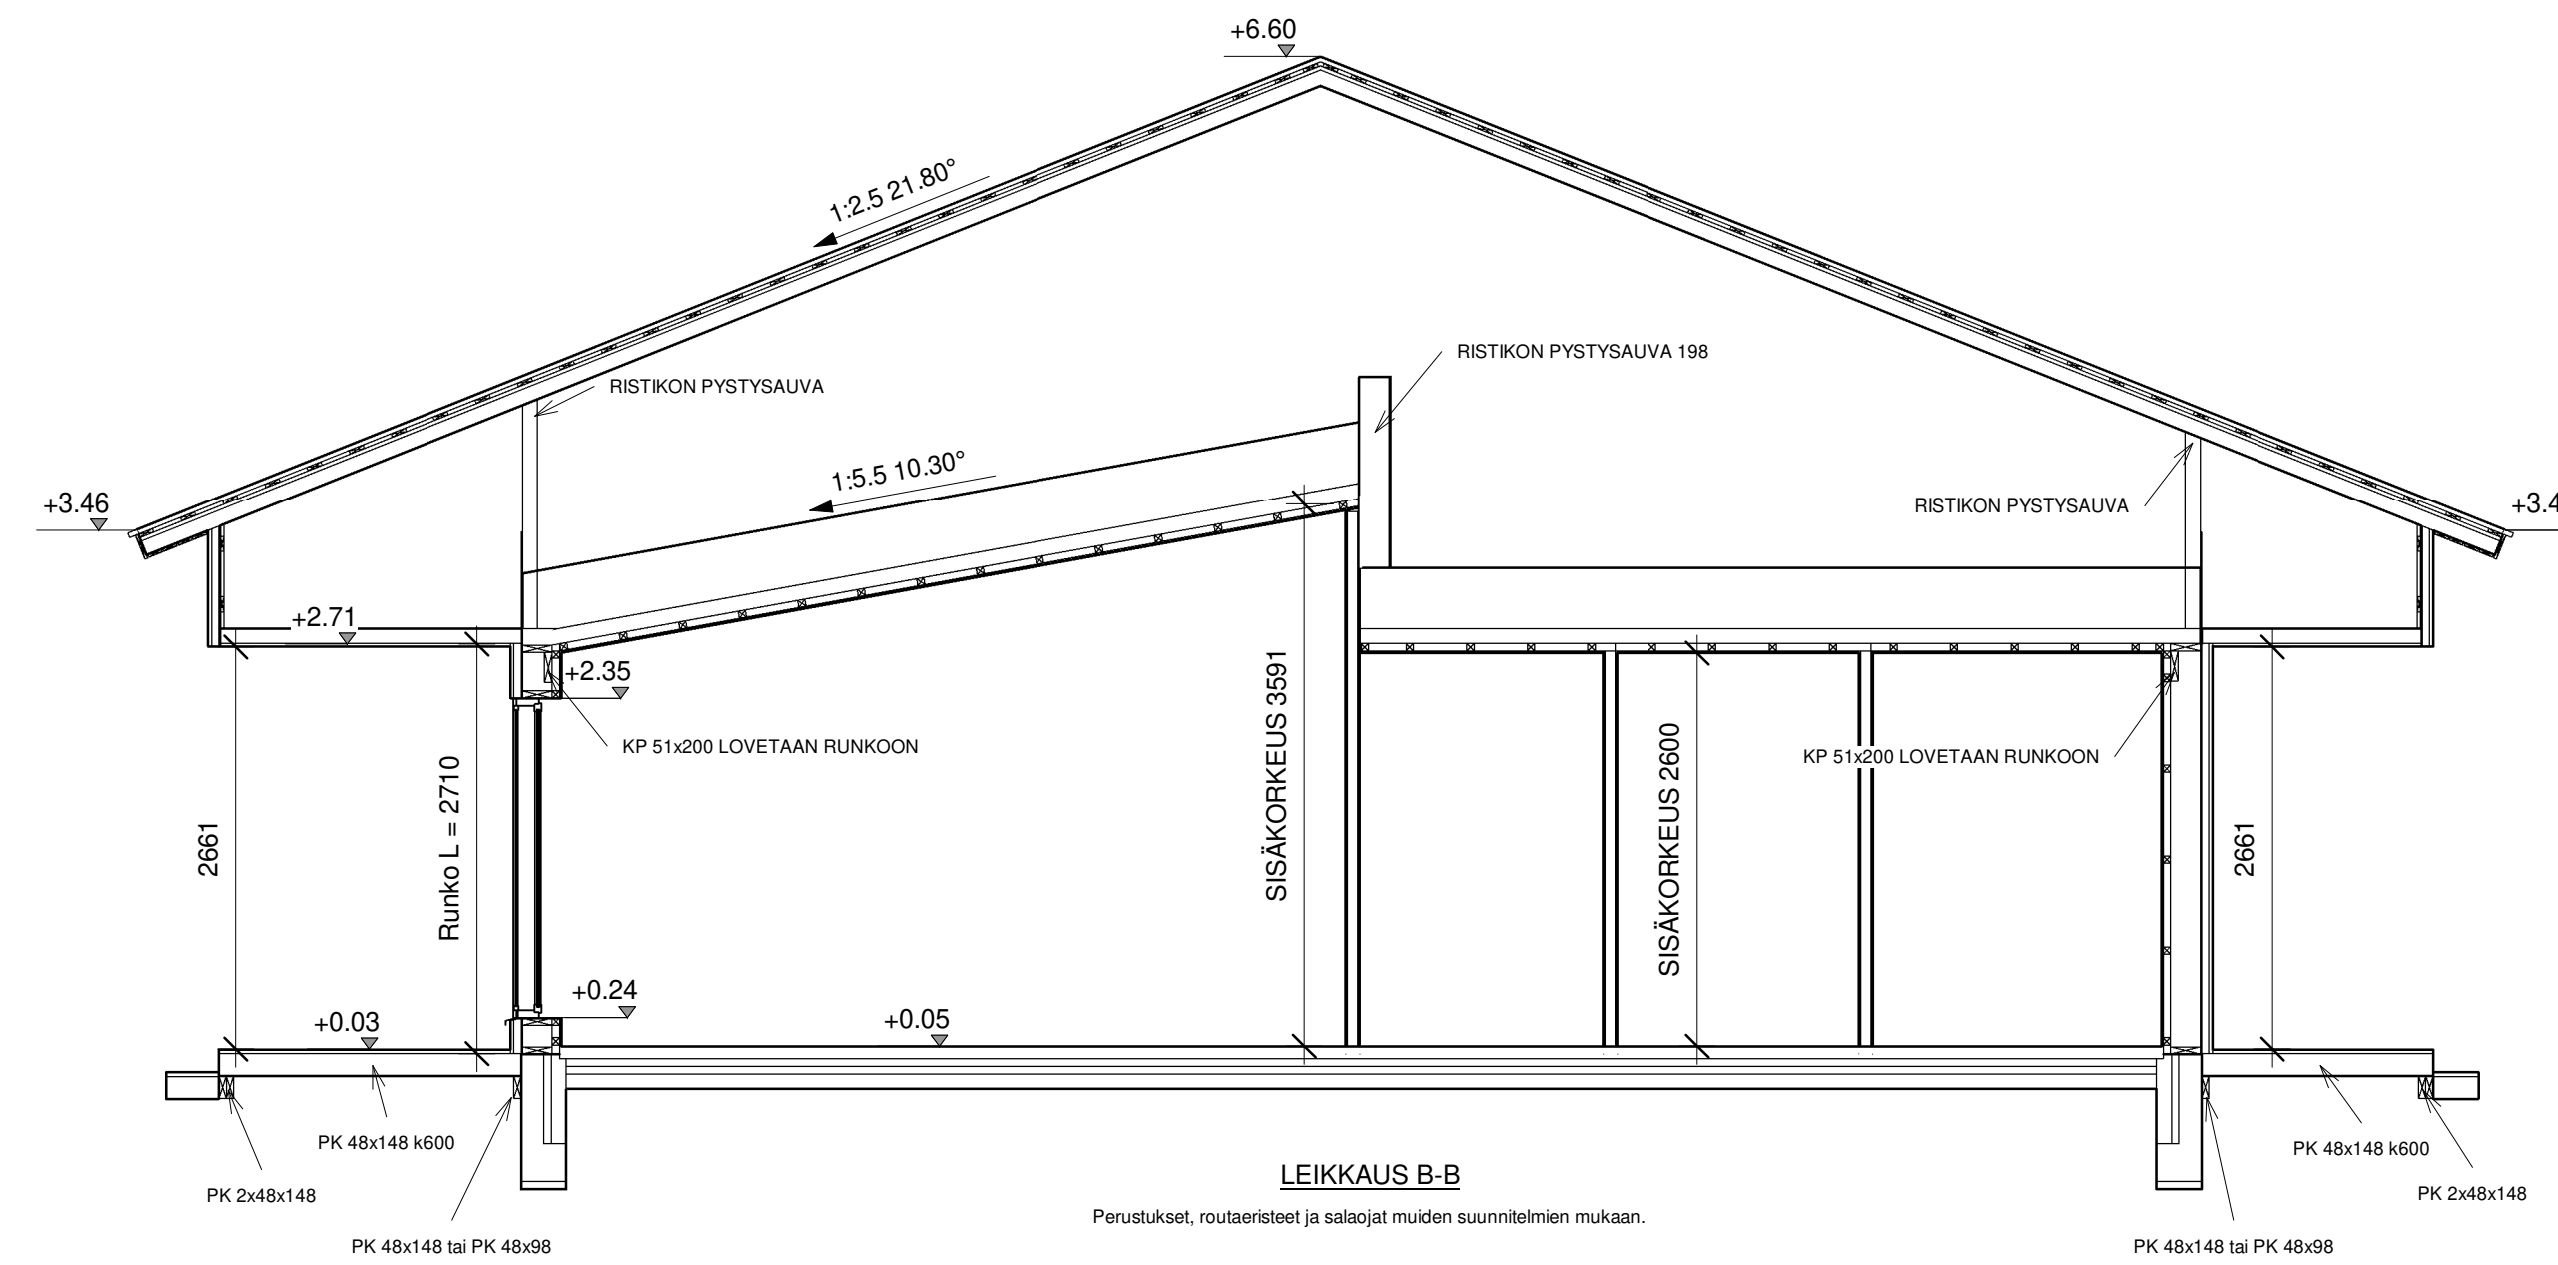 +6.60
1:2.5 21.80°
RISTIKON PYSTYSAUVA 198
RISTIKON PYSTYSAUVA
1:5.5 10.30°
+3.46
RISTIKON PYSTYSAUVA
+3.4
+2.71
+2.35
KP 51x200 LOVETAAN RUNKOON
KP 51x200 LOVETAAN RUNKOON
2661
Runko L = 2710
SISÄKORKEUS 3591
SISÄKORKEUS 2600
2661
+0.24
+0.03
+0.05
PK 48x148 k600
PK 48x148 k600
LEIKKAUS B-B
PK 2x48x148
PK 2x48x148
Perustukset, routaeristeet ja salaojat muiden suunnitelmien mukaan.
PK 48x148 tai PK 48x98
PK 48x148 tai PK 48x98